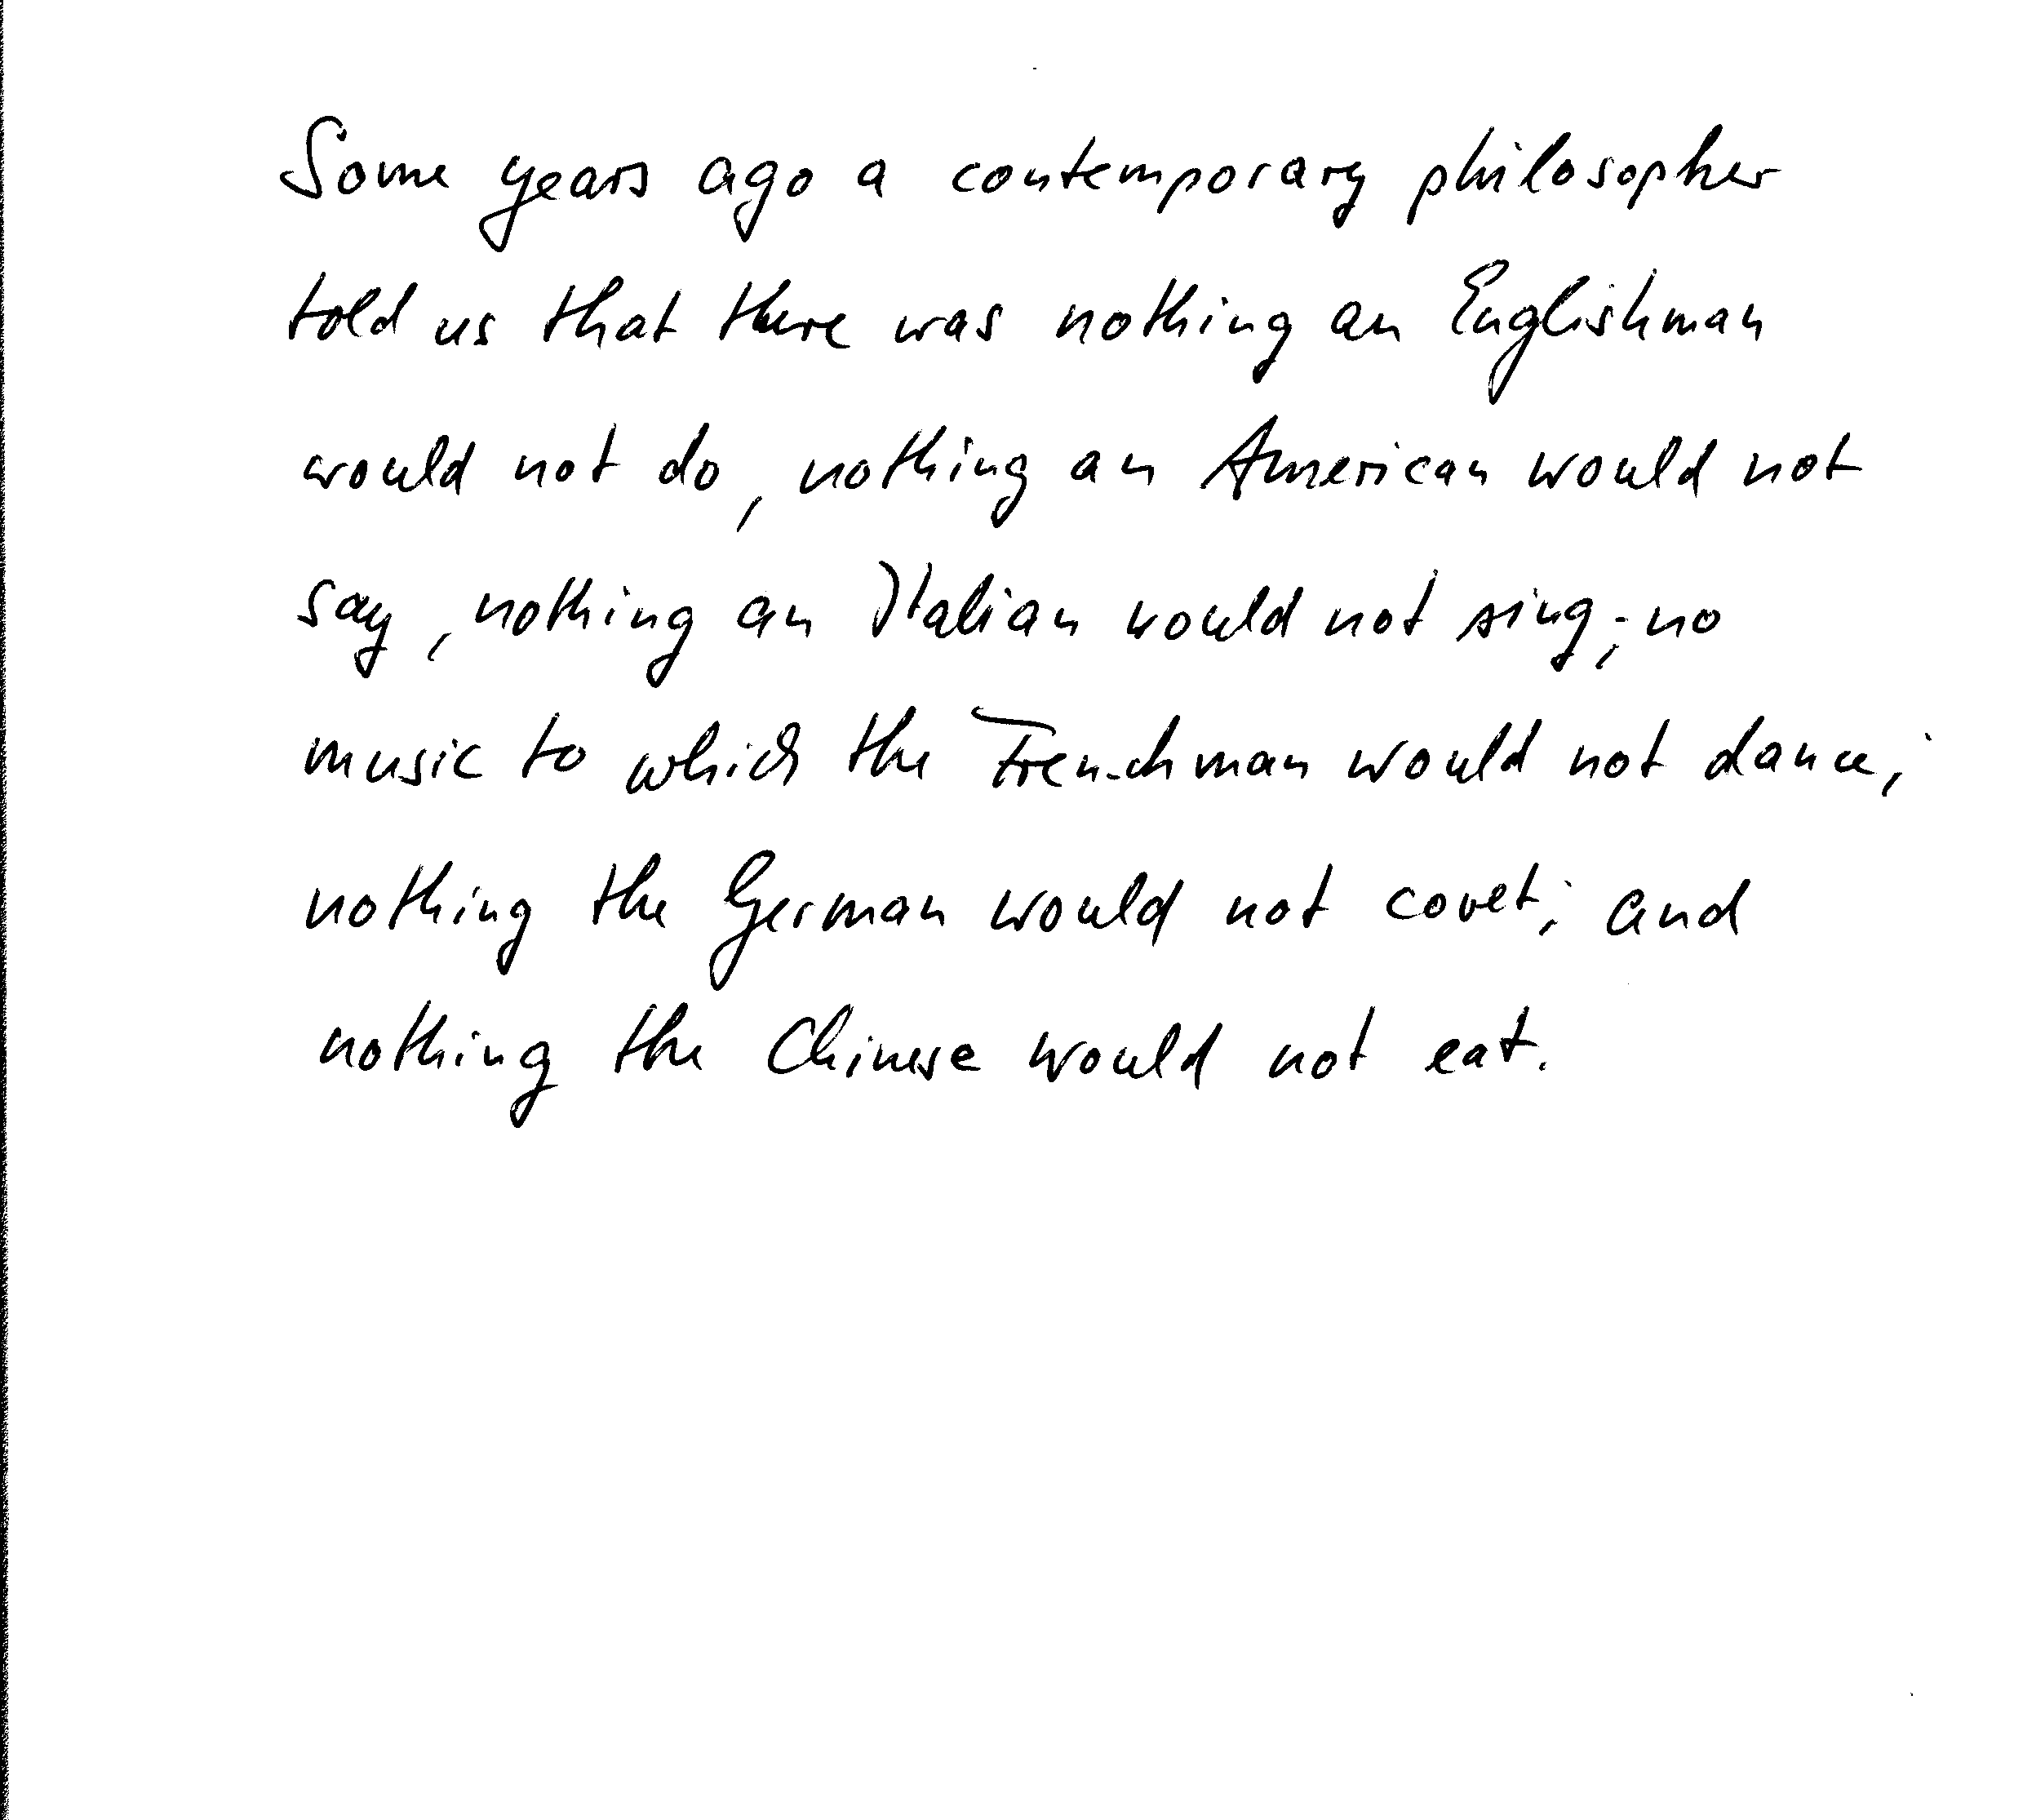 Some years ago a contemporary philosopher
told us that there was nothing an Englishman
would not do, nothing an American would not
say, nothing an Italian would not sing; no
music to which the Frenchman would not dance;
nothing the German would not covet; and
nothing the Chinese would not eat.